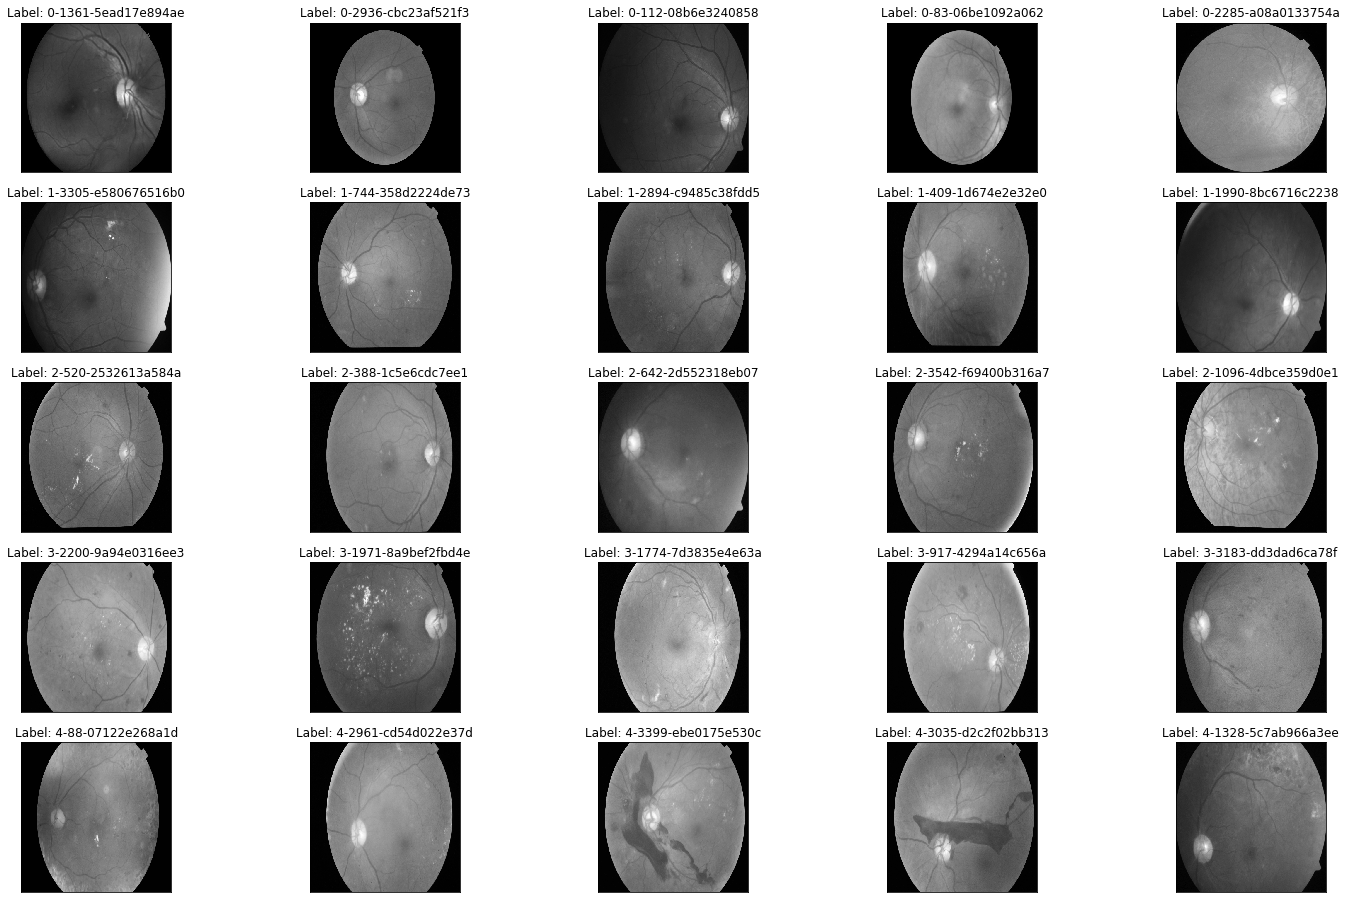 Label: 0-1361-5ead17e894ae
Label: 0-2936-cbc23af521f3
Label: 0-112-08b6e3240858
Label: 0-83-06be1092a062
Label: 0-2285-a08a0133754a
Label: 1-3305-e580676516b0
Label: 1-744-358d2224de73
Label: 1-2894-c9485c38fdd5
Label: 1-409-1d674e2e32e0
Label: 1-1990-8bc6716c2238
Label: 2-520-2532613a584a
Label: 2-388-1c5e6cdc7ee1
Label: 2-642-2d552318eb07
Label: 2-3542-f69400b316a7
Label: 2-1096-4dbce359d0e1
Label: 3-2200-9a94e0316ee3
Label: 3-1971-8a9bef2fbd4e
Label: 3-1774-7d3835e4e63a
Label: 3-917-4294a14c656a
Label: 3-3183-dd3dad6ca78f
Label: 4-88-07122e268a1d
Label: 4-2961-cd54d022e37d
Label: 4-3399-ebe0175e530c
Label: 4-3035-d2c2f02bb313
Label: 4-1328-5c7ab966a3ee